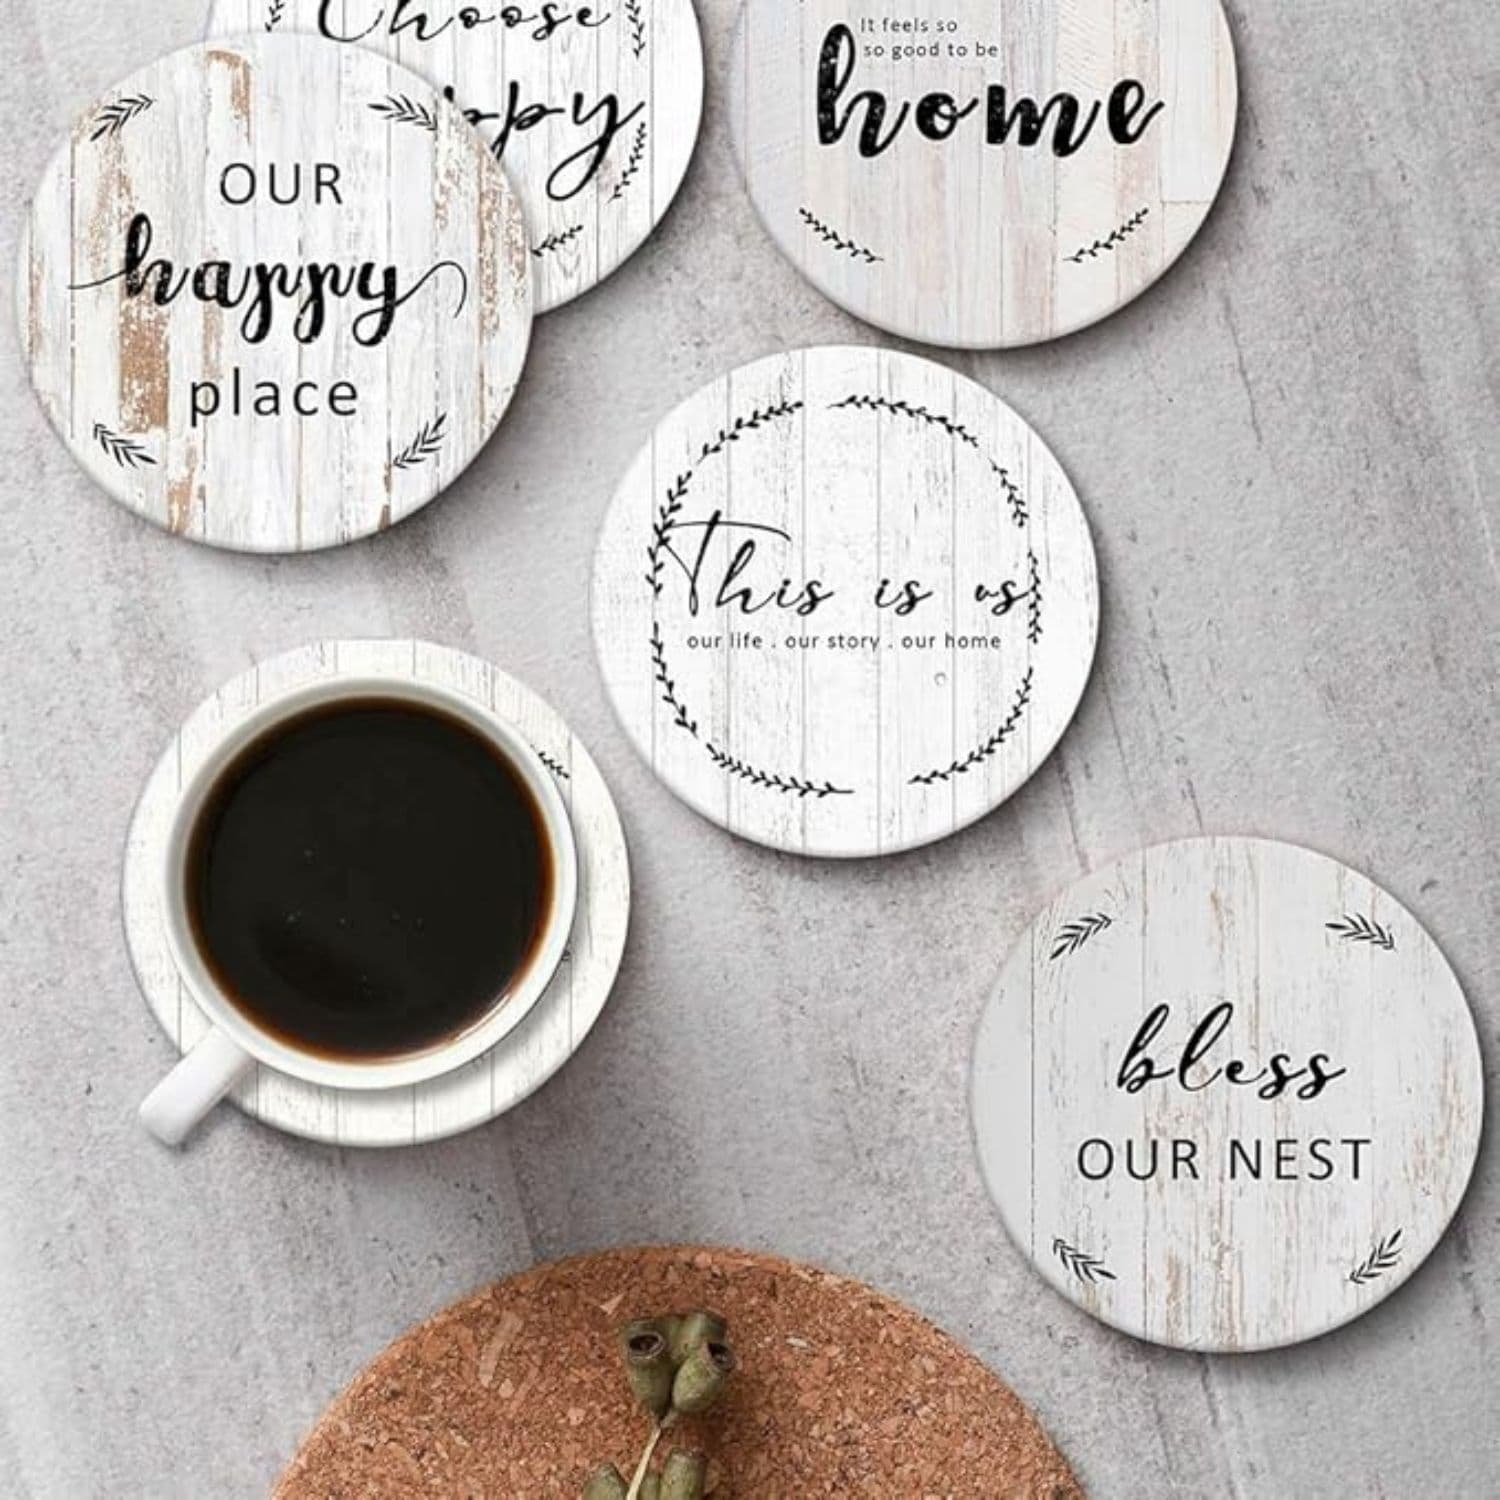 Choose
OUR
happy
place
It feels so
so good to be
home
This is us
our life . our story . our home
bless
OUR NEST